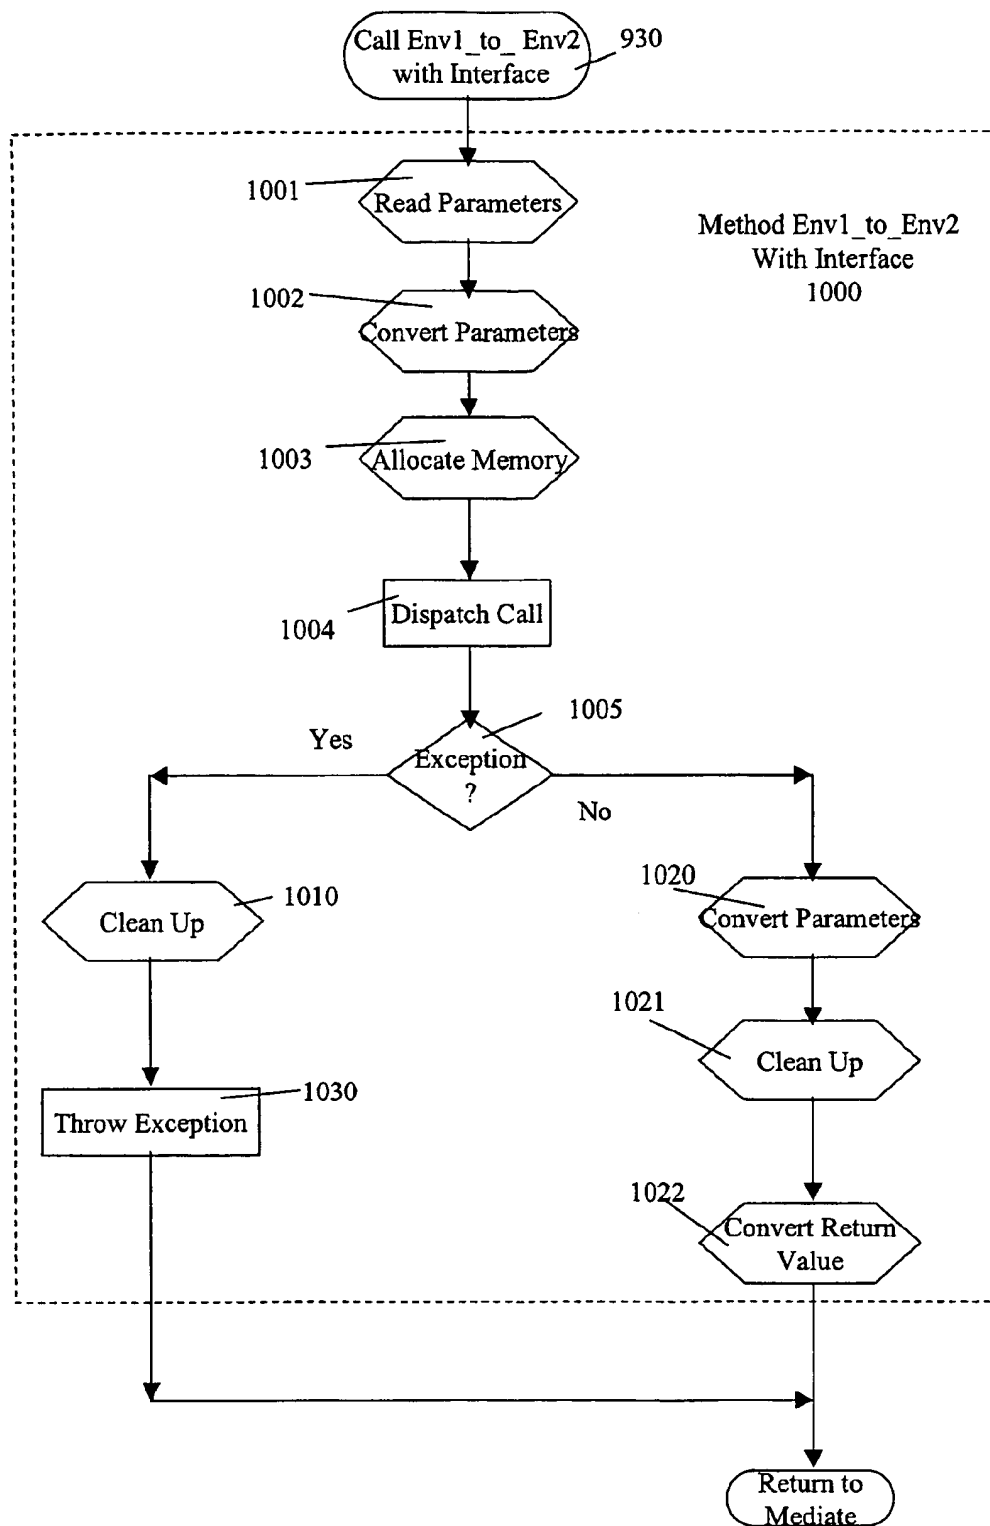 Call Env1_to_ Env2
with Interface
930
1001
Read Parameters
Method Env1_to_Env2
With Interface
1000
1002
Convert Parameters
1003
Allocate Memory
1004
Dispatch Call
1005
Yes
Exception
?
No
1010
Clean Up
1020
Convert Parameters
1021
Clean Up
1030
Throw Exception
1022
Convert Return
Value
Return to
Mediate